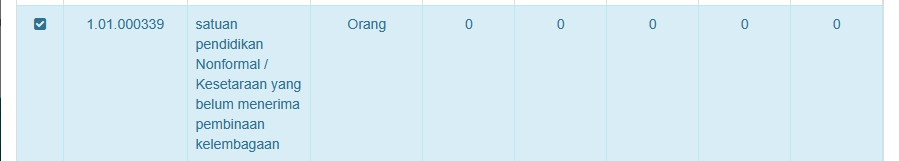 1.01.000339 satuan Orang 0 0 0 0 0
pendidikan
Nonformal /
Kesetaraan yang
belum menerima
pembinaan
kelembagaan